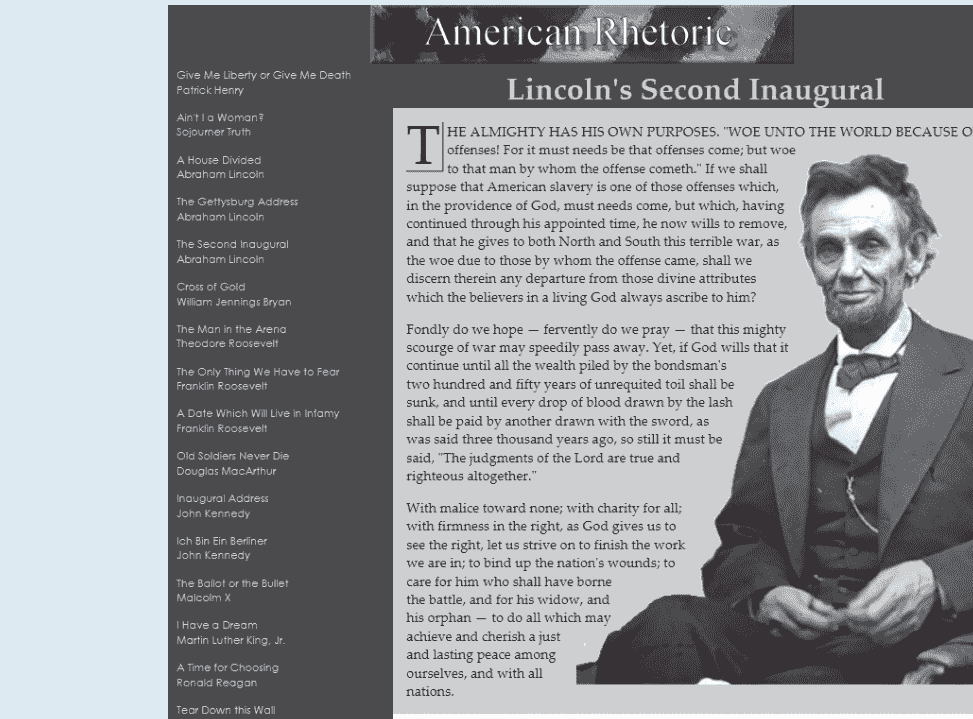 American Rhetoric
Lincoln's Second Inaugural
Give Me Liberty or Give Me Death
Patrick Henry
Ain't I a Woman?
Sojourner Truth
A House Divided
Abraham Lincoln
The Gettysburg Address
Abraham Lincoln
The Second Inaugural
Abraham Lincoln
Cross of Gold
William Jennings Bryan
The Man in the Arena
Theodore Roosevelt
The Only Thing We Have to Fear
Franklin Roosevelt
A Date Which Will Live in Infamy
Franklin Roosevelt
Old Soldiers Never Die
Douglas MacArthur
Inaugural Address
John Kennedy
Ich Bin Ein Berliner
John Kennedy
The Ballot or the Bullet
Malcolm X
I Have a Dream
Martin Luther King, Jr.
A Time for Choosing
Ronald Reagan
Tear Down this Wall
THE ALMIGHTY HAS HIS OWN PURPOSES. "WOE UNTO THE WORLD BECAUSE O
offenses! For it must needs be that offenses come; but woe
to that man by whom the offense cometh." If we shall
suppose that American slavery is one of those offenses which,
in the providence of God, must needs come, but which, having
continued through his appointed time, he now wills to remove,
and that he gives to both North and South this terrible war, as
the woe due to those by whom the offense came, shall we
discern therein any departure from those divine attributes
which the believers in a living God always ascribe to him?
Fondly do we hope — fervently do we pray — that this mighty
scourge of war may speedily pass away. Yet, if God wills that it
continue until all the wealth piled by the bondsman's
two hundred and fifty years of unrequited toil shall be
sunk, and until every drop of blood drawn by the lash
shall be paid by another drawn with the sword, as
was said three thousand years ago, so still it must be
said, "The judgments of the Lord are true and
righteous altogether."
With malice toward none; with charity for all;
with firmness in the right, as God gives us to
see the right, let us strive on to finish the work
we are in; to bind up the nation's wounds; to
care for him who shall have borne
the battle, and for his widow, and
his orphan — to do all which may
achieve and cherish a just
and lasting peace among
ourselves, and with all
nations.